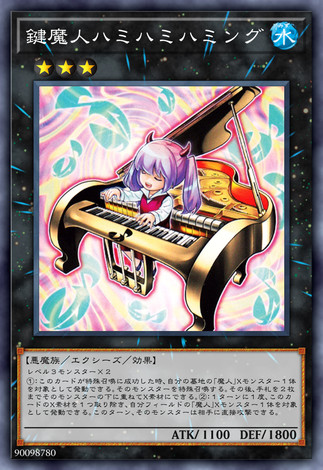 鍵魔人ハミハミハミング
水
【悪魔族／エクシーズ／効果】
レベル３モンスター×２
①：このカードが特殊召喚に成功した時、自分の墓地の「魔人」Xモンスター１体
を対象として発動できる。そのモンスターを特殊召喚する。その後、手札を２枚
までそのモンスターの下に重ねてX素材にできる。②：１ターンに１度、このカ
ードのX素材を１つ取り除き、自分フィールドの「魔人」Xモンスター１体を対象
として発動できる。このターン、そのモンスターは相手に直接攻撃できる。
ATK/1100 DEF/1800
90098780